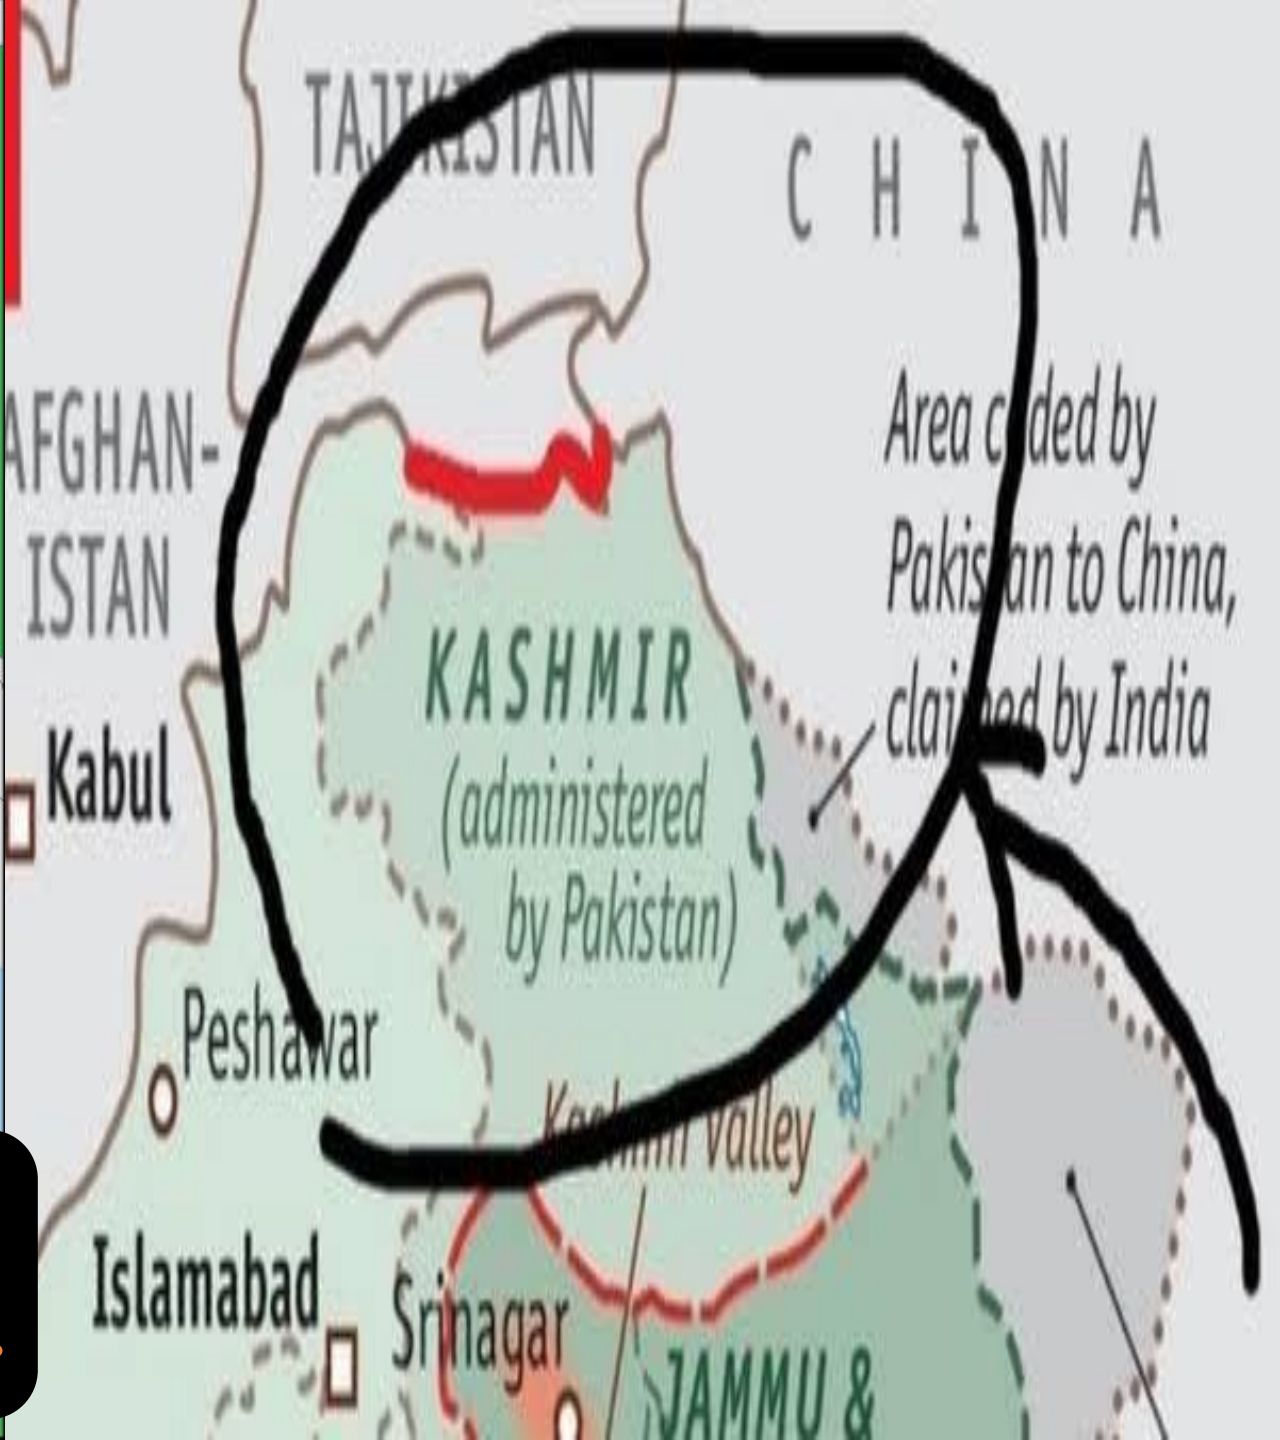 TAJIKISTAN
C H I N A
Area ceded by
Pakistan to China,
claimed by India
AFGHAN-
ISTAN
KASHMIR
(administered
by Pakistan)
Kabul
Peshawar
Kashmir Valley
Islamabad
Srinagar
JAMMU &